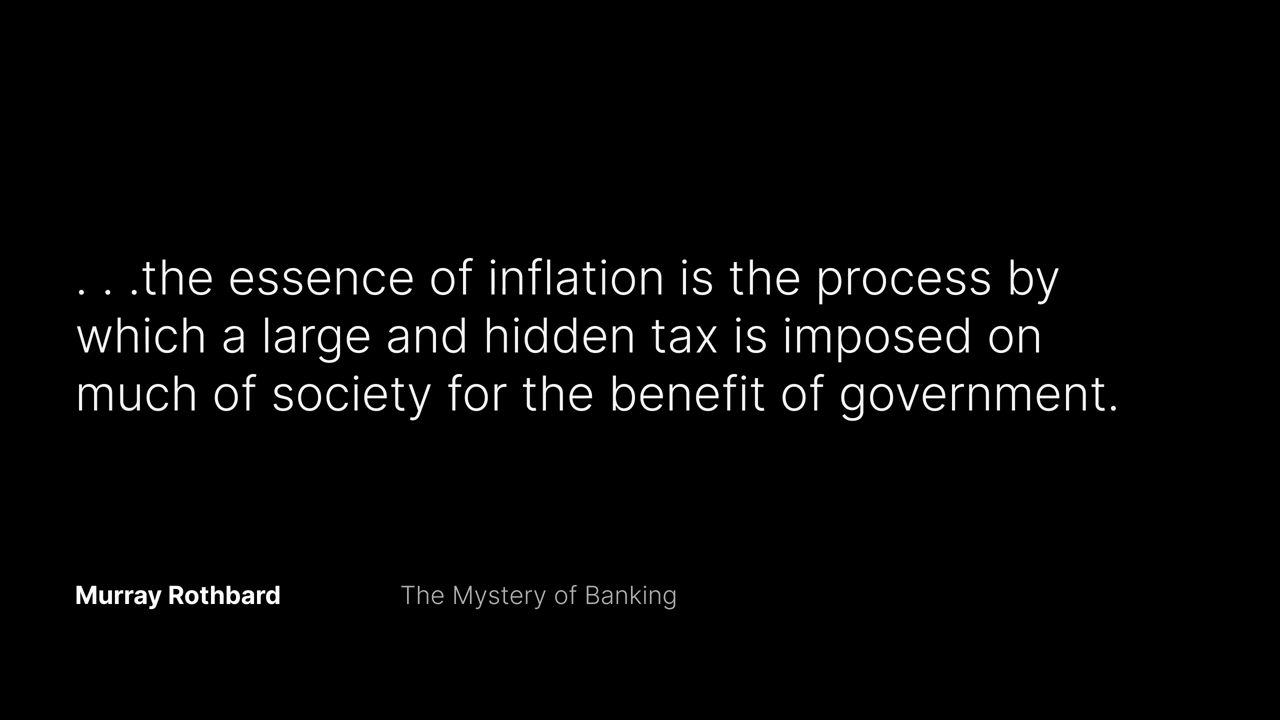 . . .the essence of inflation is the process by
which a large and hidden tax is imposed on
much of society for the benefit of government.
Murray Rothbard
The Mystery of Banking